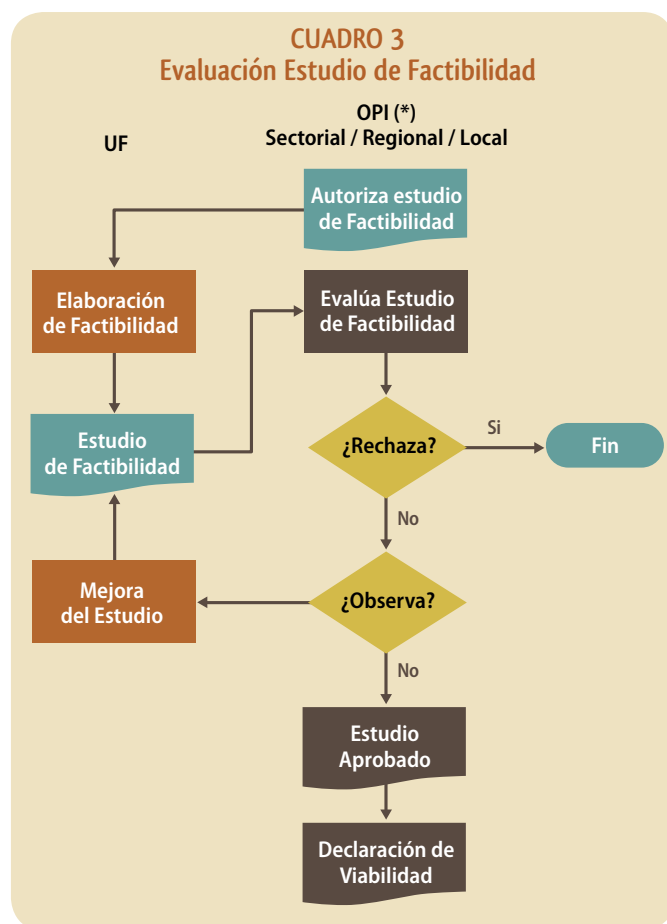 CUADRO 3
Evaluación Estudio de Factibilidad
UF
OPI (*)
Sectorial / Regional / Local
Autoriza estudio
de Factibilidad
Elaboración
de Factibilidad
Evalúa Estudio
de Factibilidad
Estudio
de Factibilidad
¿Rechaza?
Si
Fin
No
Mejora
del Estudio
¿Observa?
No
Estudio
Aprobado
Declaración de
Viabilidad